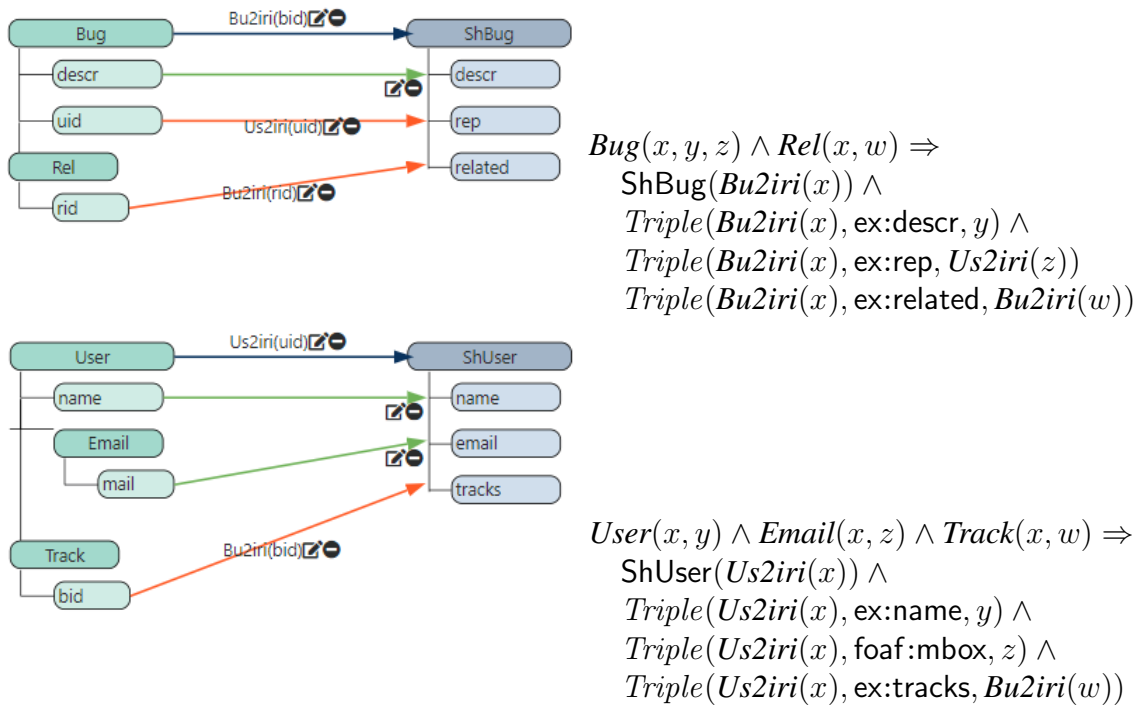 Bu2iri(bid)
Bug ShBug
descr descr
uid Us2iri(uid) rep
Rel related
rid Bu2iri(rid)
Bug(x, y, z) ∧ Rel(x, w) ⇒
ShBug(Bu2iri(x)) ∧
Triple(Bu2iri(x), ex:descr, y) ∧
Triple(Bu2iri(x), ex:rep, Us2iri(z))
Triple(Bu2iri(x), ex:related, Bu2iri(w))
Us2iri(uid)
User ShUser
name name
Email email
mail tracks
Track Bu2iri(bid)
bid
User(x, y) ∧ Email(x, z) ∧ Track(x, w) ⇒
ShUser(Us2iri(x)) ∧
Triple(Us2iri(x), ex:name, y) ∧
Triple(Us2iri(x), foaf:mbox, z) ∧
Triple(Us2iri(x), ex:tracks, Bu2iri(w))